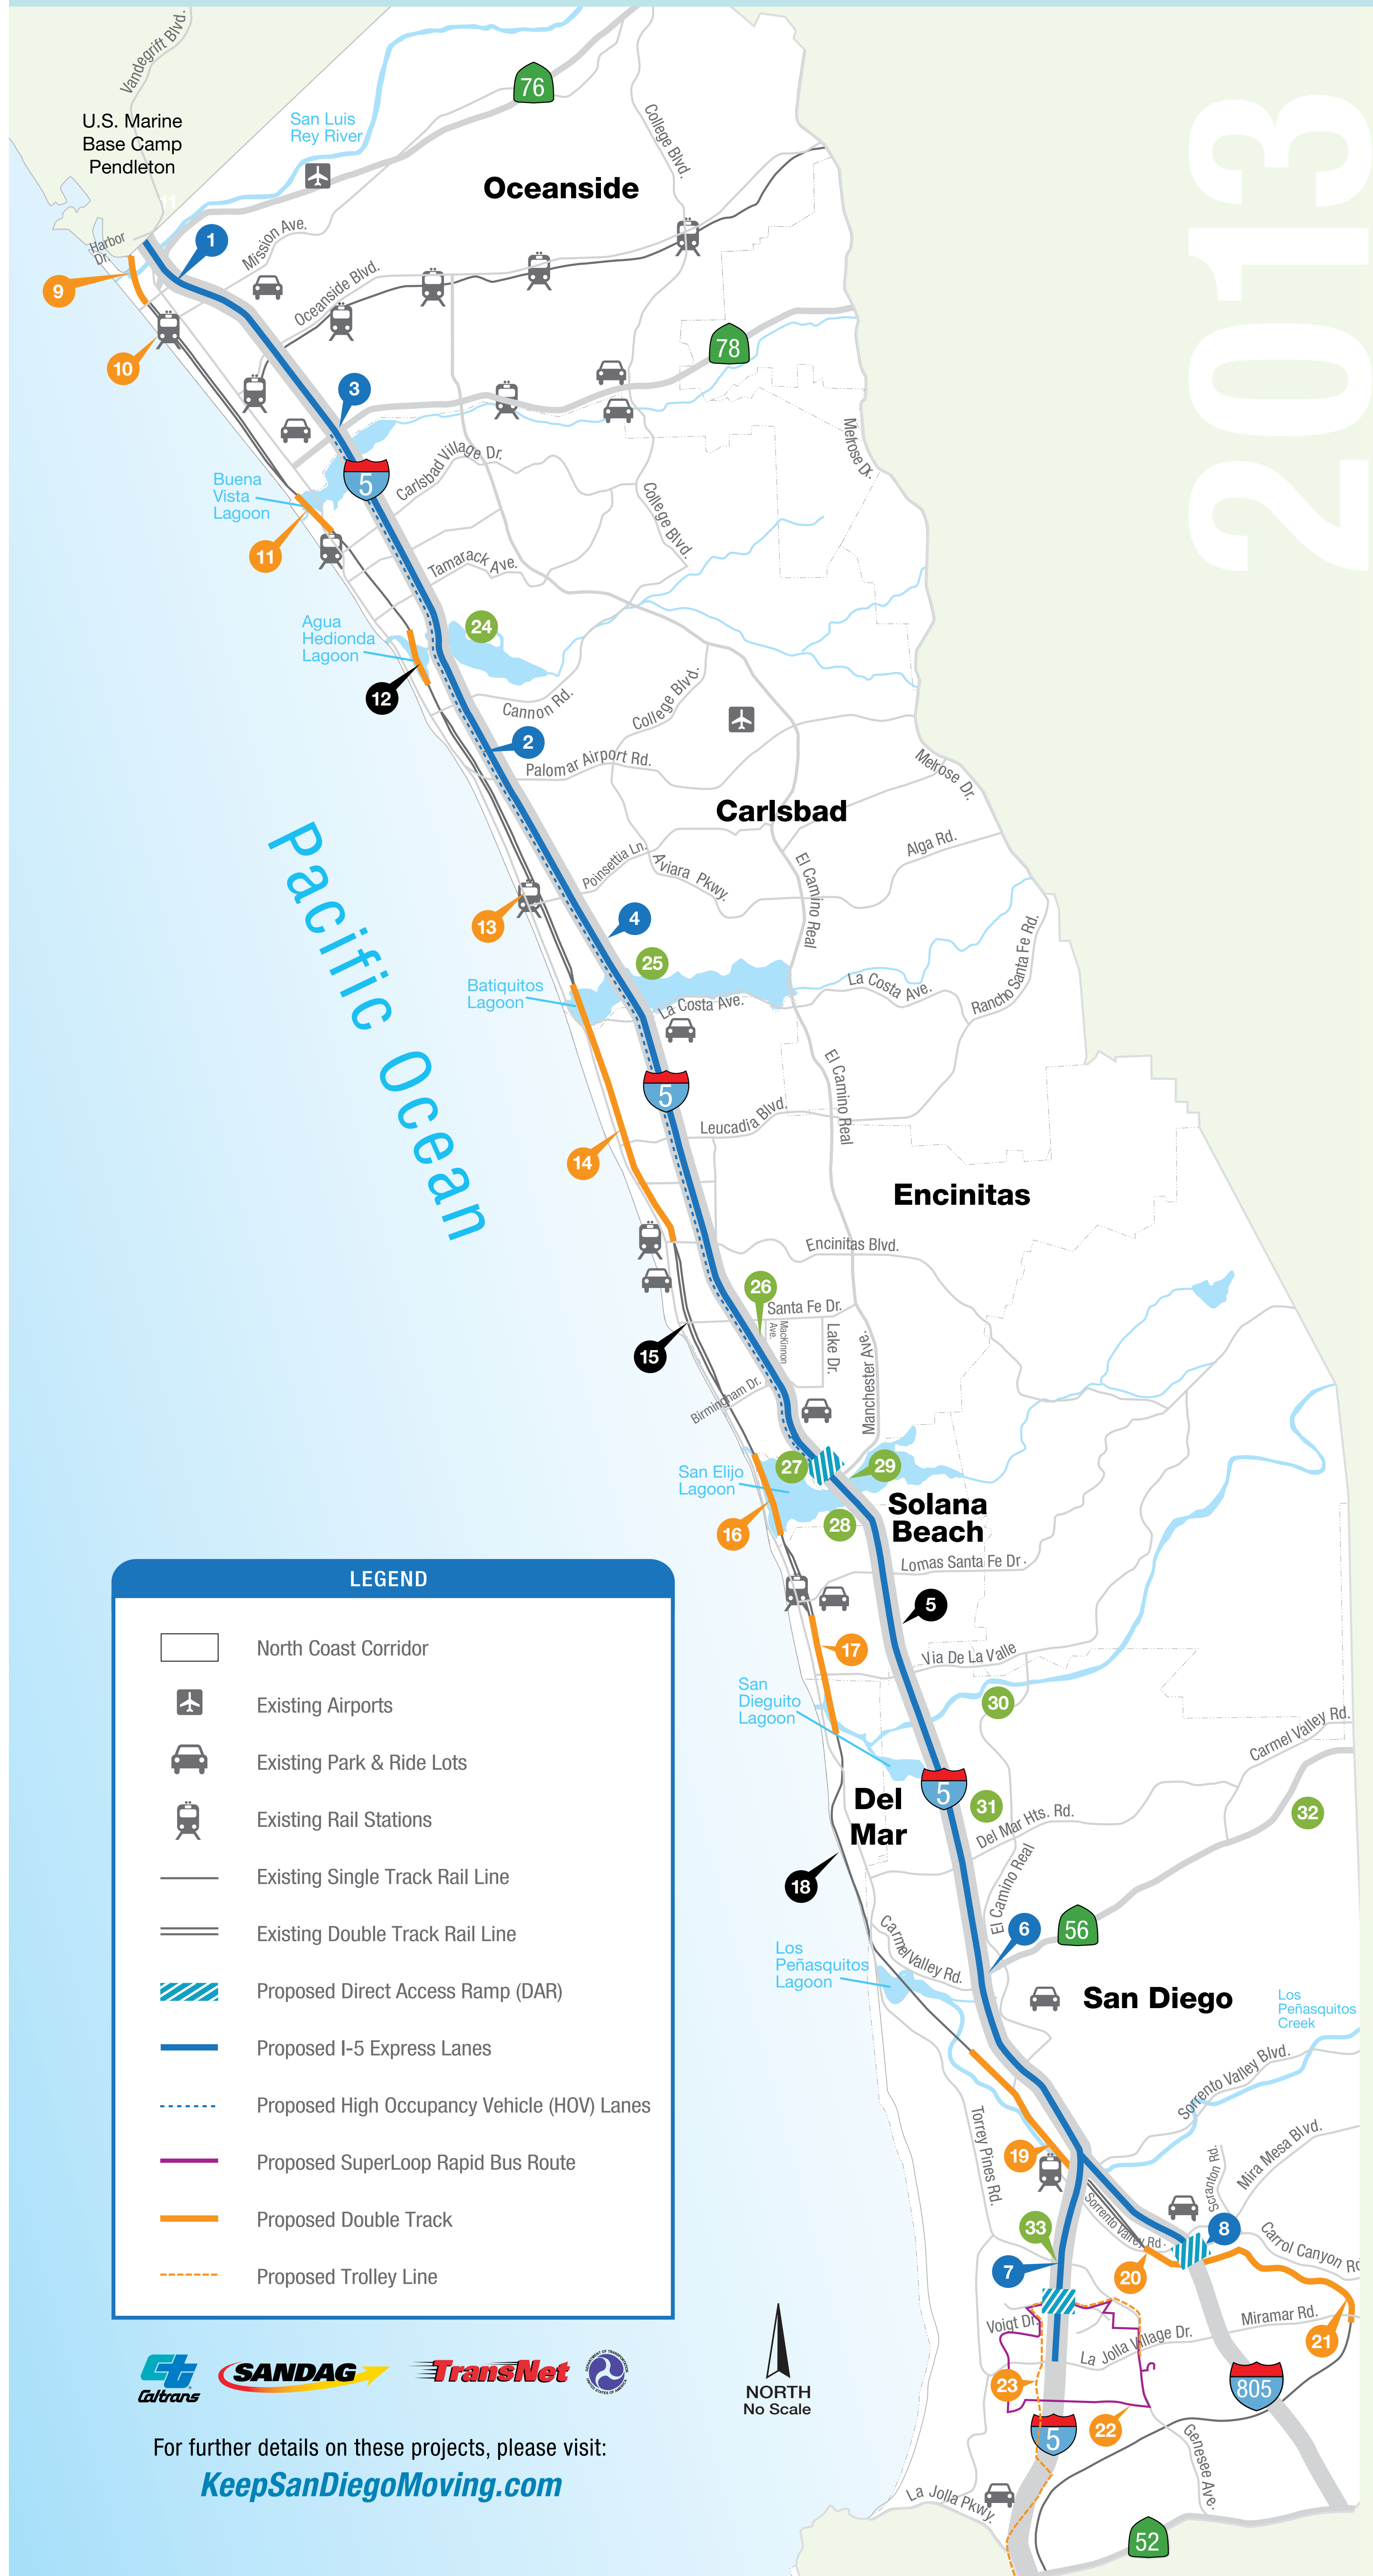 2013
Vandegrift Blvd.
76
U.S. Marine
Base Camp
Pendleton
San Luis
Rey River
College Blvd.
11
Oceanside
Harbor
Dr.
1
Mission Ave.
9
Oceanside Blvd.
10
78
3
Melrose Dr.
Carlsbad Village Dr.
5
Buena
Vista
Lagoon
College Blvd.
11
Tamarack Ave.
Agua
Hedionda
Lagoon
24
12
Cannon Rd.
College Blvd.
2
Palomar Airport Rd.
Melrose Dr.
Carlsbad
Pacific Ocean
Poinsettia Ln.
Aviara Pkwy.
El Camino Real
Alga Rd.
13
4
25
Batiquitos
Lagoon
La Costa Ave.
La Costa Ave.
Rancho Santa Fe Rd.
5
El Camino Real
Leucadia Blvd.
14
Encinitas
Encinitas Blvd.
26
Santa Fe Dr.
MacKinnon
Ave.
Lake Dr.
Manchester Ave.
15
Birmingham Dr.
San Elijo
Lagoon
27
29
16
28
Solana
Beach
Lomas Santa Fe Dr.
5
17
Via De La Valle
San
Dieguito
Lagoon
30
Carmel Valley Rd.
5
Del
Mar
31
Del Mar Hts. Rd.
32
18
El Camino Real
6
56
Carmel Valley Rd.
Los
Peñasquitos
Lagoon
San Diego
Los
Peñasquitos
Creek
Sorrento Valley Blvd.
Torrey Pines Rd.
19
Scranton Rd.
Mira Mesa Blvd.
Sorrento Valley Rd.
33
8
Carrol Canyon Rd
7
20
Voigt Dr.
La Jolla Village Dr.
Miramar Rd.
21
23
22
805
5
Genesee Ave.
La Jolla Pkwy.
52
LEGEND
North Coast Corridor
Existing Airports
Existing Park & Ride Lots
Existing Rail Stations
Existing Single Track Rail Line
Existing Double Track Rail Line
Proposed Direct Access Ramp (DAR)
Proposed I-5 Express Lanes
Proposed High Occupancy Vehicle (HOV) Lanes
Proposed SuperLoop Rapid Bus Route
Proposed Double Track
Proposed Trolley Line
Caltrans
SANDAG
TransNet
DEPARTMENT OF TRANSPORTATION
UNITED STATES OF AMERICA
NORTH
No Scale
For further details on these projects, please visit:
KeepSanDiegoMoving.com